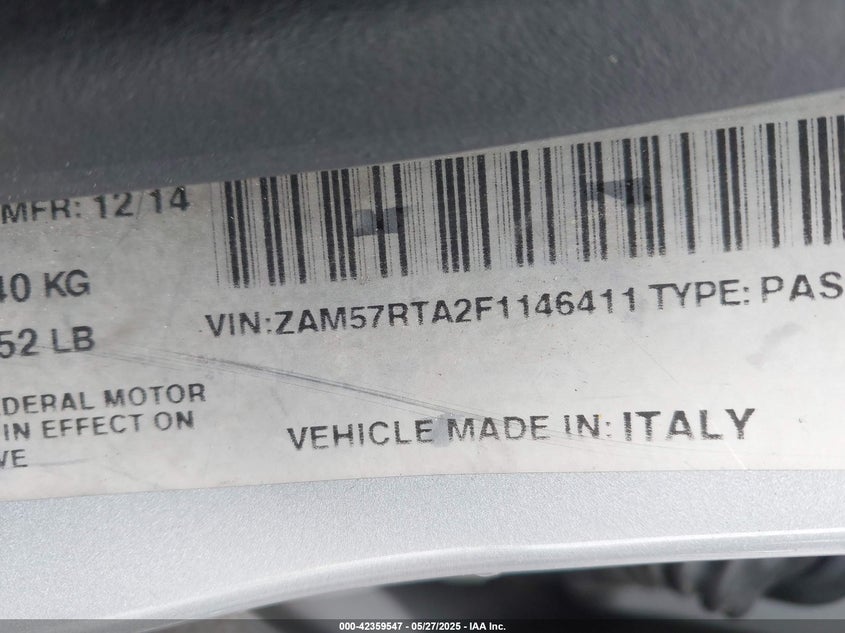 MFR: 12/14
40 KG
VIN:ZAM57RTA2F1146411 TYPE: PAS
52 LB
DERAL MOTOR
IN EFFECT ON
VE
VEHICLE MADE IN: ITALY
000-42359547 — 05/27/2025 - IAA Inc.